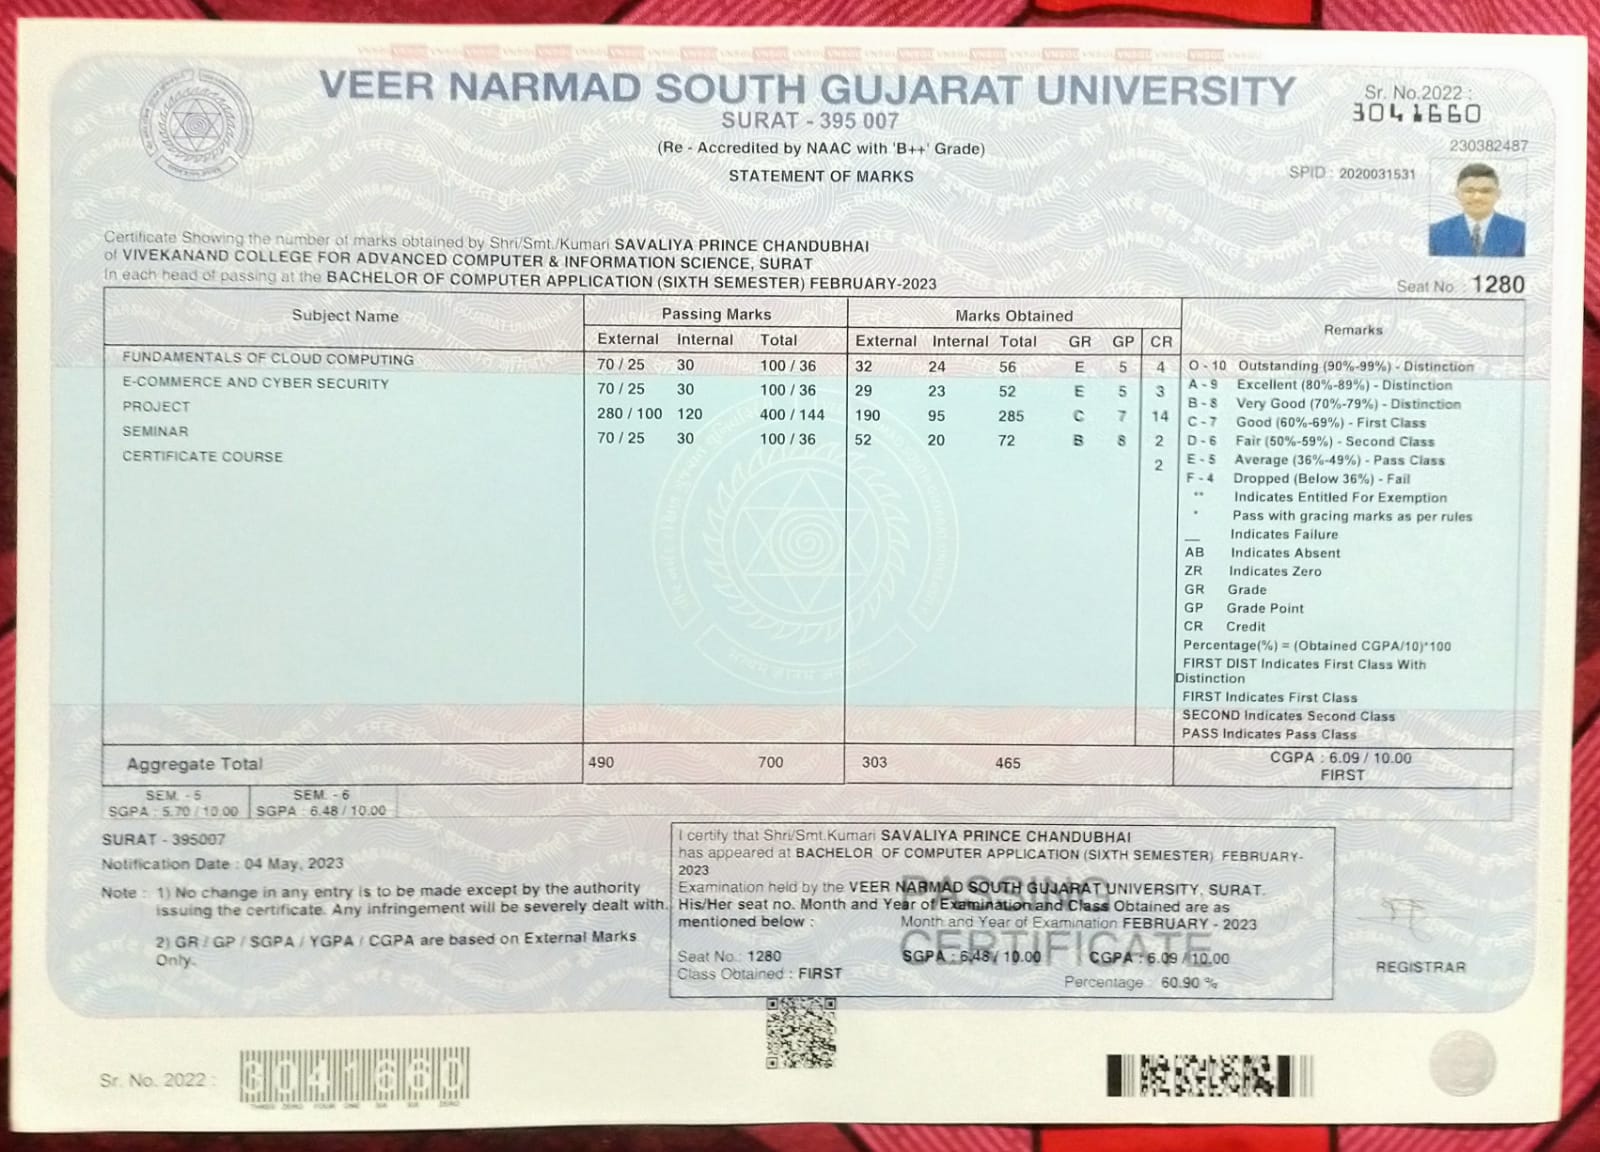 VEER NARMAD SOUTH GUJARAT UNIVERSITY
SURAT - 395 007
(Re - Accredited by NAAC with 'B++' Grade)
STATEMENT OF MARKS
Sr. No.2022 :
3041660
230382487
SPID : 2020031531
Certificate Showing the number of marks obtained by Shri/Smt./Kumari SAVALIYA PRINCE CHANDUBHAI
of VIVEKANAND COLLEGE FOR ADVANCED COMPUTER & INFORMATION SCIENCE, SURAT
In each head of passing at the BACHELOR OF COMPUTER APPLICATION (SIXTH SEMESTER) FEBRUARY-2023
Seat No : 1280
Subject Name Passing Marks Marks Obtained Remarks
External Internal Total External Internal Total GR GP CR
FUNDAMENTALS OF CLOUD COMPUTING 70 / 25 30 100 / 36 32 24 56 E 5 4
E-COMMERCE AND CYBER SECURITY 70 / 25 30 100 / 36 29 23 52 E 5 3
PROJECT 280 / 100 120 400 / 144 190 95 285 C 7 14
SEMINAR 70 / 25 30 100 / 36 52 20 72 B 8 2
CERTIFICATE COURSE 2
O - 10 Outstanding (90%-99%) - Distinction
A - 9 Excellent (80%-89%) - Distinction
B - 8 Very Good (70%-79%) - Distinction
C - 7 Good (60%-69%) - First Class
D - 6 Fair (50%-59%) - Second Class
E - 5 Average (36%-49%) - Pass Class
F - 4 Dropped (Below 36%) - Fail
** Indicates Entitled For Exemption
* Pass with gracing marks as per rules
__ Indicates Failure
AB Indicates Absent
ZR Indicates Zero
GR Grade
GP Grade Point
CR Credit
Percentage(%) = (Obtained CGPA/10)*100
FIRST DIST Indicates First Class With
Distinction
FIRST Indicates First Class
SECOND Indicates Second Class
PASS Indicates Pass Class
Aggregate Total 490 700 303 465 CGPA : 6.09 / 10.00
FIRST
SEM. - 5 SEM. - 6
SGPA : 5.70 / 10.00 SGPA : 6.48 / 10.00
SURAT - 395007
Notification Date : 04 May, 2023
Note : 1) No change in any entry is to be made except by the authority
issuing the certificate. Any infringement will be severely dealt with.
2) GR / GP / SGPA / YGPA / CGPA are based on External Marks
Only.
I certify that Shri/Smt.Kumari SAVALIYA PRINCE CHANDUBHAI
has appeared at BACHELOR OF COMPUTER APPLICATION (SIXTH SEMESTER) FEBRUARY-
2023
Examination held by the VEER NARMAD SOUTH GUJARAT UNIVERSITY, SURAT.
His/Her seat no. Month and Year of Examination and Class Obtained are as
mentioned below :
Month and Year of Examination FEBRUARY - 2023
PASSING
CERTIFICATE
Seat No : 1280 SGPA : 6.48 / 10.00 CGPA : 6.09 / 10.00
Class Obtained : FIRST
Percentage : 60.90 %
REGISTRAR
Sr. No. 2022 :
3041660
THREE ZERO FOUR ONE SIX SIX ZERO